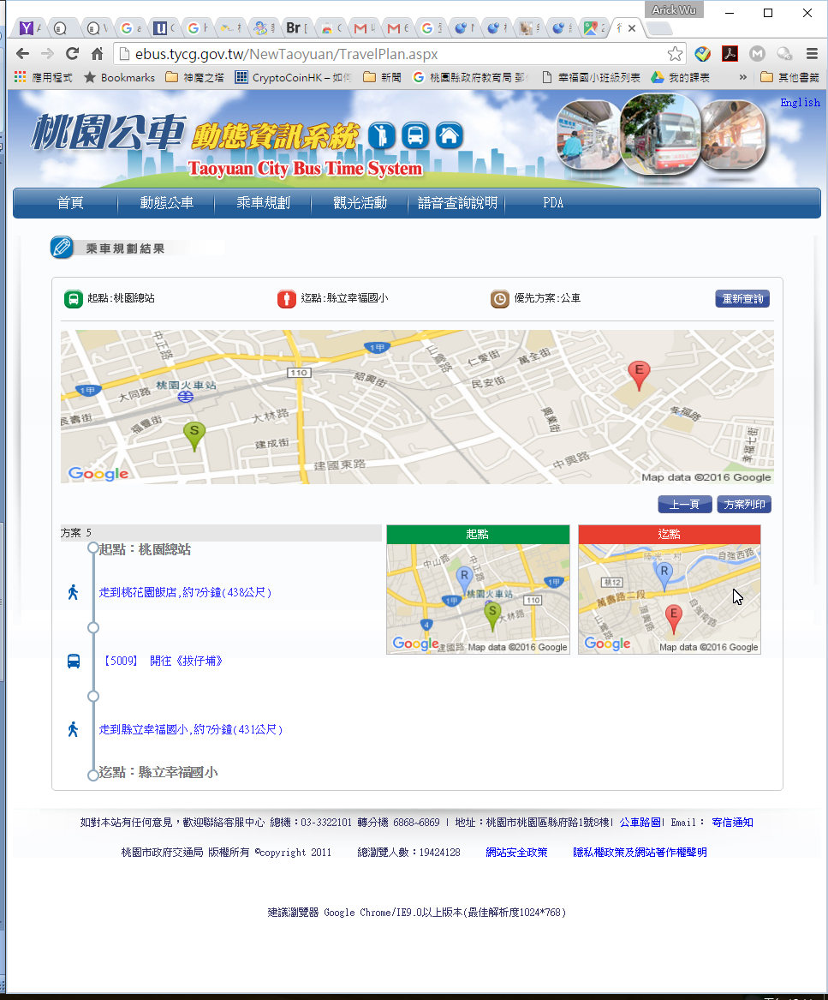 Arick Wu
ebus.tycg.gov.tw/NewTaoyuan/TravelPlan.aspx
應用程式 Bookmarks 神魔之塔 CryptoCoinHK – 如何 新聞 桃園縣政府教育局 郵 幸福國小班級列表 我的課表 » 其他書籤
English
桃園公車 動態資訊系統
Taoyuan City Bus Time System
首頁 動態公車 乘車規劃 觀光活動 語音查詢說明 PDA
乘車規劃結果
起點:桃園總站 迄點:縣立幸福國小 優先方案:公車 重新查詢
中正路 1甲 萬壽路 仁愛街 萬全街
110 紹興街 民安街 E
1甲 大同路 桃園火車站
長壽街 福豐街 大林路 興業街 幸福路
S 建成街 幸福七街
建國東路 中興路
Google Map data ©2016 Google
上一頁 方案列印
方案 5 起點 迄點
起點：桃園總站
中山路 中正路 陸光二村 自強西路
走到桃花園飯店,約7分鐘(438公尺)
R 桃園火車站 1甲 110 1甲 S 大林路 4 建國路
R 桃12 萬壽路二段 E 自強南路
Google Map data ©2016 Google
Google Map data ©2016 Google
【5009】 開往《拔仔埔》
走到縣立幸福國小,約7分鐘(431公尺)
迄點：縣立幸福國小
如對本站有任何意見，歡迎聯絡客服中心 總機：03-3322101 轉分機 6868~6869 | 地址：桃園市桃園區縣府路1號8樓| 公車路圖| Email： 寄信通知
桃園市政府交通局 版權所有 ©copyright 2011 總瀏覽人數：19424128 網站安全政策 隱私權政策及網站著作權聲明
建議瀏覽器 Google Chrome/IE9.0以上版本(最佳解析度1024*768)